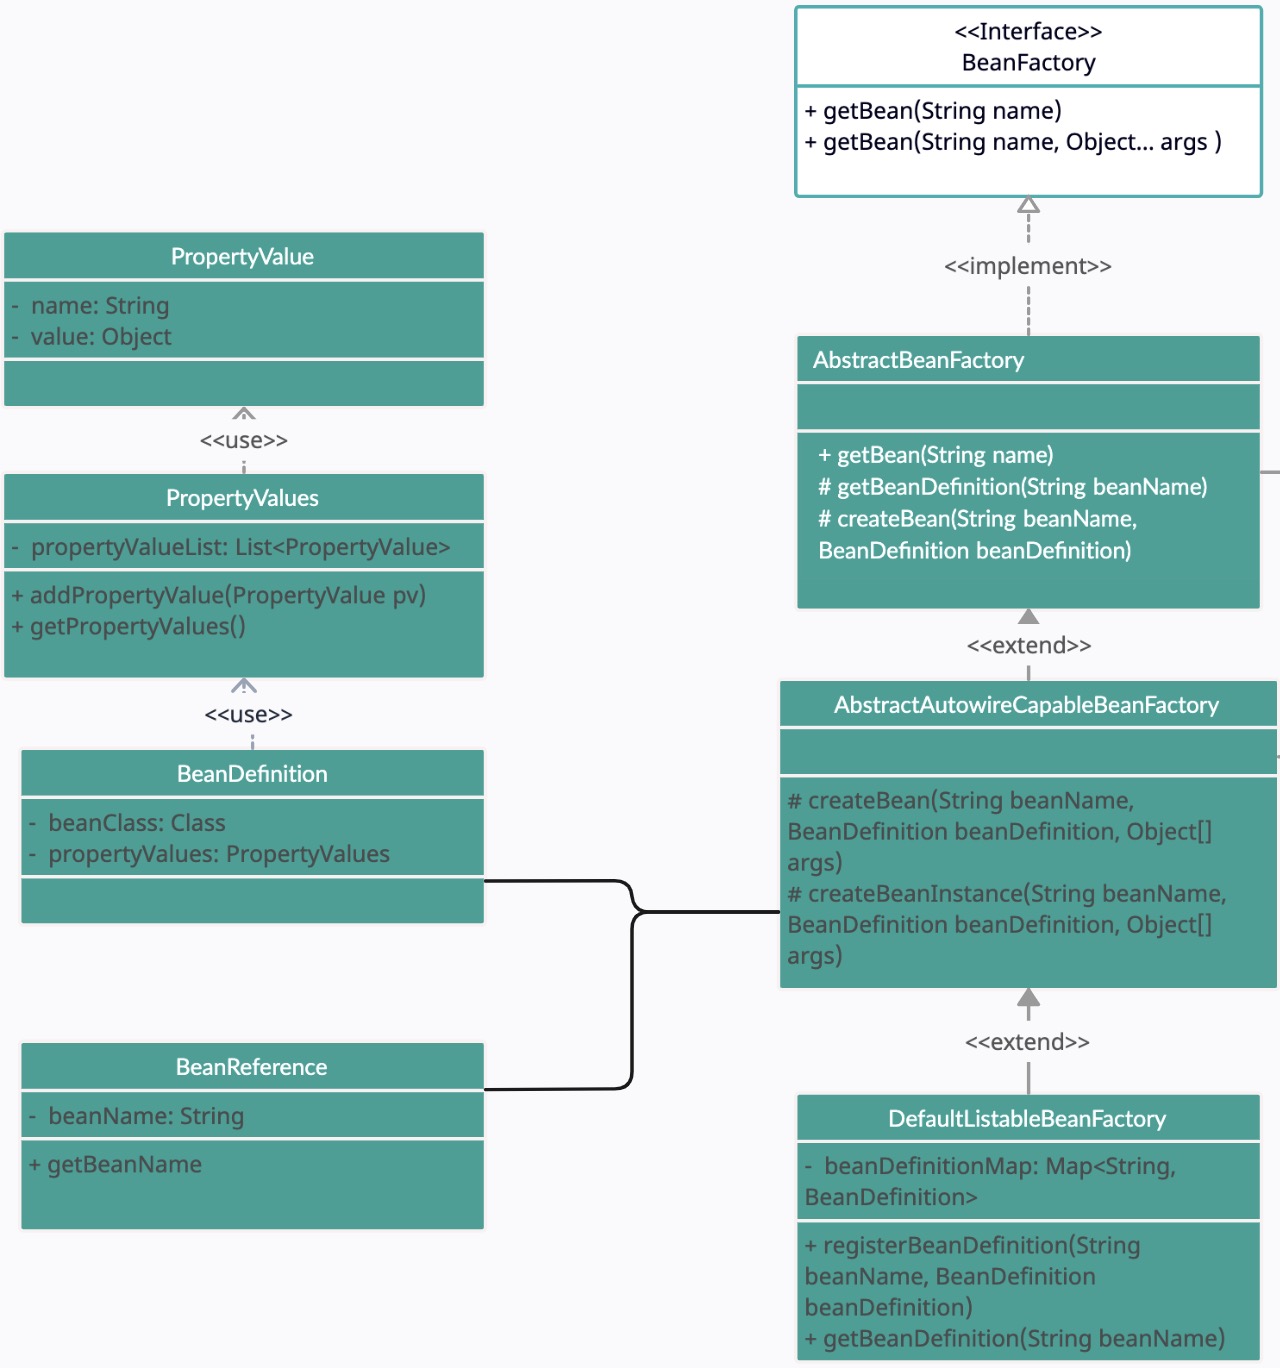 <<Interface>>
BeanFactory
+ getBean(String name)
+ getBean(String name, Object... args )
<<implement>>
PropertyValue
- name: String
- value: Object
<<use>>
PropertyValues
- propertyValueList: List<PropertyValue>
+ addPropertyValue(PropertyValue pv)
+ getPropertyValues()
<<use>>
BeanDefinition
- beanClass: Class
- propertyValues: PropertyValues
BeanReference
- beanName: String
+ getBeanName
AbstractBeanFactory
+ getBean(String name)
# getBeanDefinition(String beanName)
# createBean(String beanName,
BeanDefinition beanDefinition)
<<extend>>
AbstractAutowireCapableBeanFactory
# createBean(String beanName,
BeanDefinition beanDefinition, Object[]
args)
# createBeanInstance(String beanName,
BeanDefinition beanDefinition, Object[]
args)
<<extend>>
DefaultListableBeanFactory
- beanDefinitionMap: Map<String,
BeanDefinition>
+ registerBeanDefinition(String
beanName, BeanDefinition
beanDefinition)
+ getBeanDefinition(String beanName)